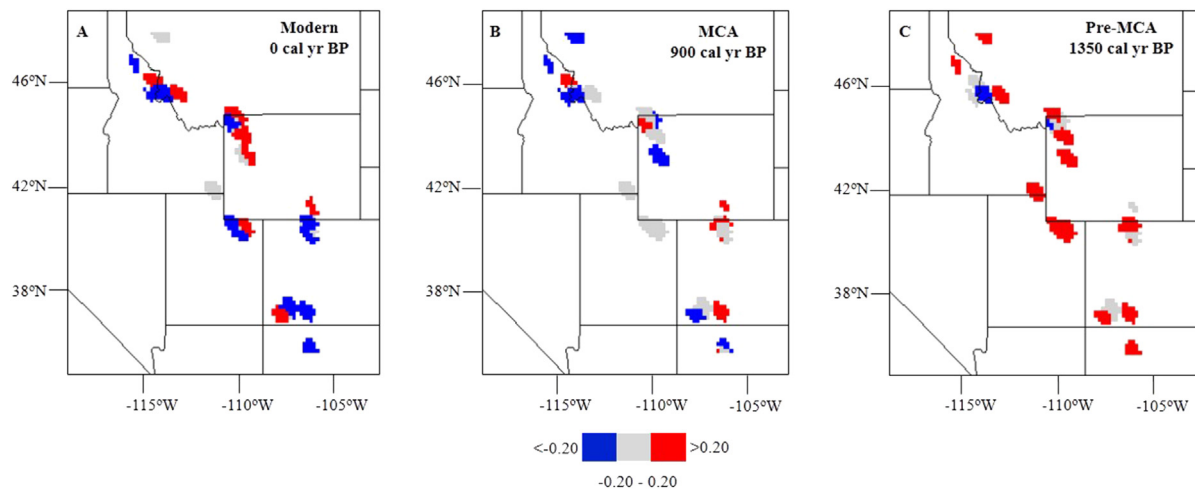 A
Modern
0 cal yr BP
B
MCA
900 cal yr BP
C
Pre-MCA
1350 cal yr BP
46°N
42°N
38°N
46°N
42°N
38°N
46°N
42°N
38°N
-115°W -110°W -105°W
-115°W -110°W -105°W
-115°W -110°W -105°W
<-0.20 >0.20
-0.20 - 0.20